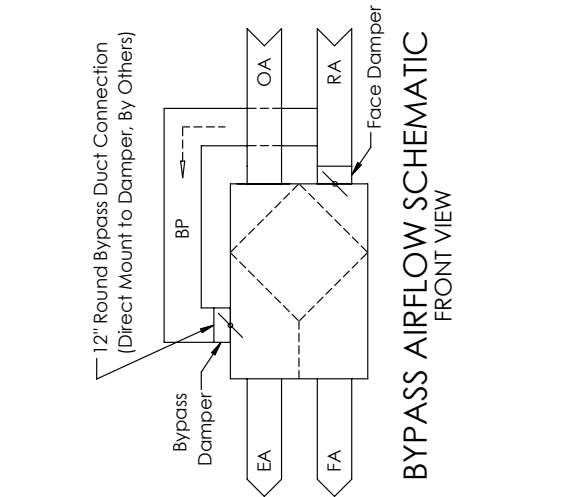 12" Round Bypass Duct Connection
(Direct Mount to Damper, By Others)
BP
OA
RA
Face Damper
Bypass
Damper
EA
FA
BYPASS AIRFLOW SCHEMATIC
FRONT VIEW